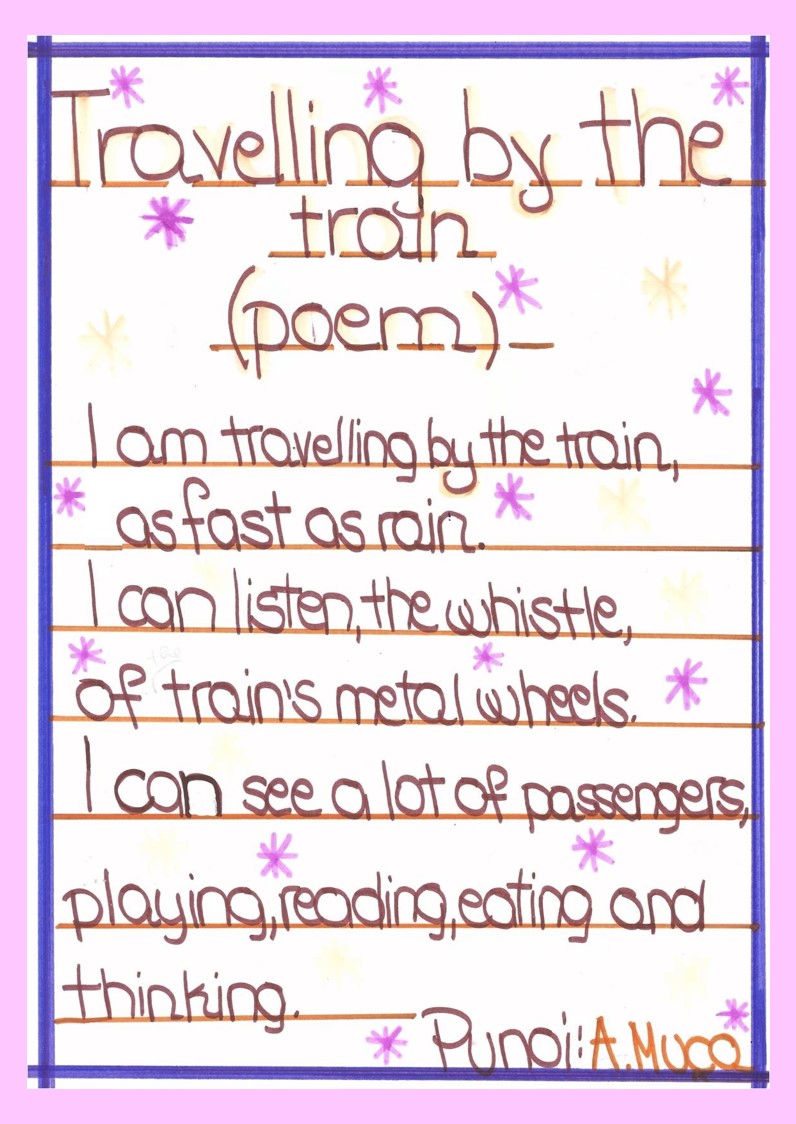 Travelling by the
train
(poem)
I am travelling by the train,
as fast as rain.
I can listen, the whistle,
of train's metal wheels.
I can see a lot of passengers,
playing, reading, eating and
thinking.
Punoi: A.Muça